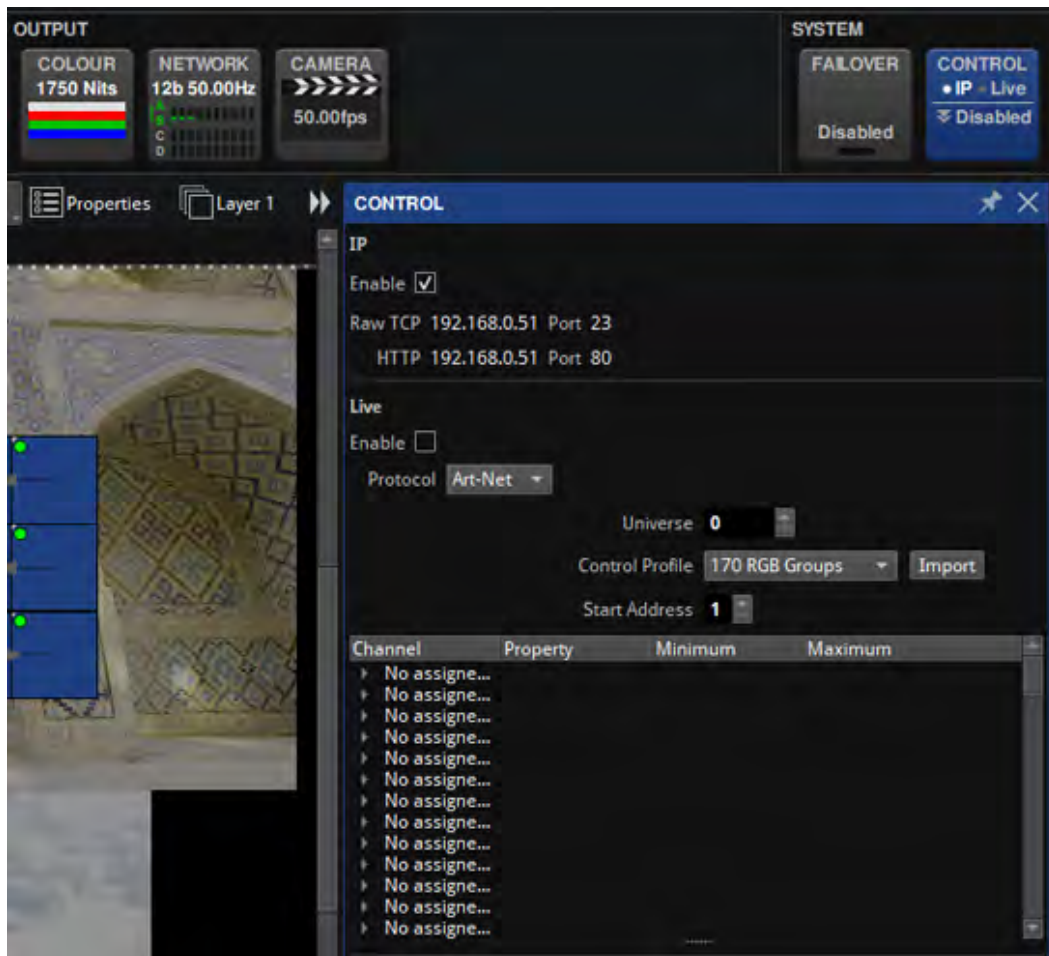 OUTPUT
SYSTEM
COLOUR
1750 Nits
NETWORK
12b 50.00Hz
A
B
C
D
CAMERA
50.00fps
FAILOVER
Disabled
CONTROL
IP Live
Disabled
Properties
Layer 1
CONTROL
IP
Enable
Raw TCP 192.168.0.51 Port 23
HTTP 192.168.0.51 Port 80
Live
Enable
Protocol Art-Net
Universe 0
Control Profile 170 RGB Groups Import
Start Address 1
Channel Property Minimum Maximum
No assigne...
No assigne...
No assigne...
No assigne...
No assigne...
No assigne...
No assigne...
No assigne...
No assigne...
No assigne...
No assigne...
No assigne...
No assigne...